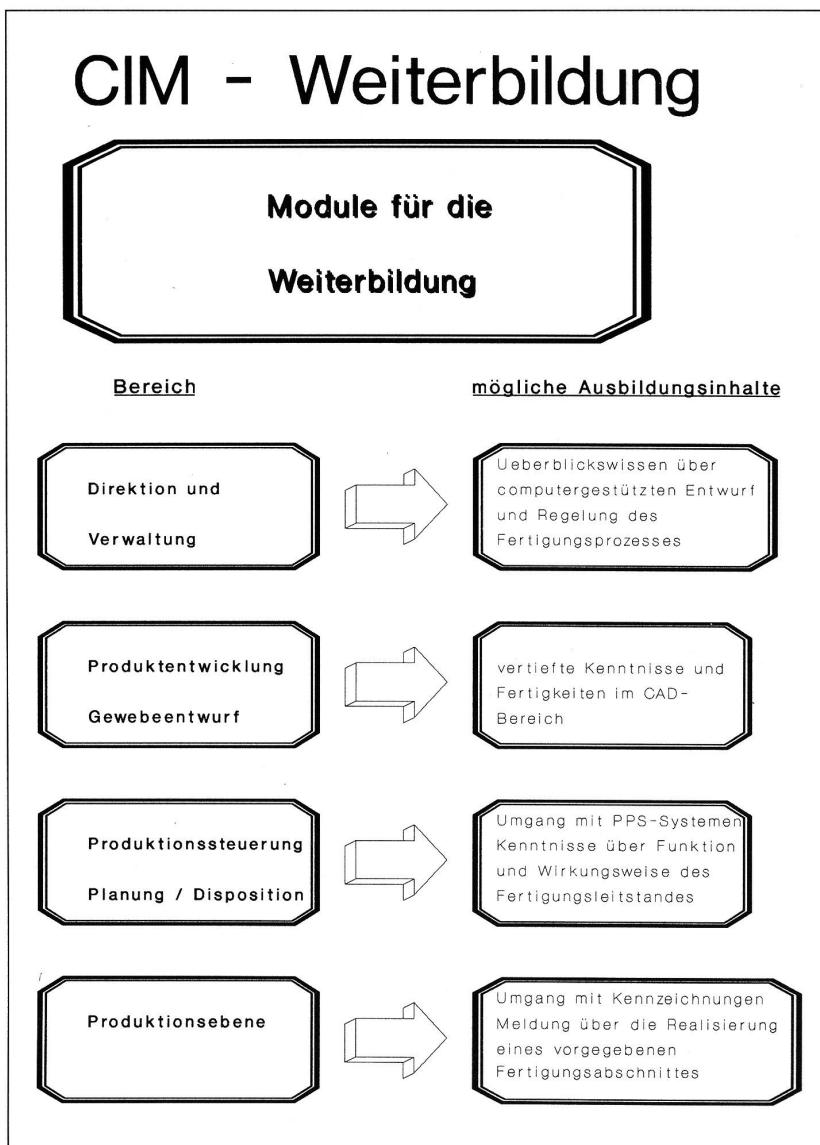 CIM - Weiterbildung
Module für die
Weiterbildung
Bereich
mögliche Ausbildungsinhalte
Direktion und
Verwaltung
Ueberblickswissen über
computergestützten Entwurf
und Regelung des
Fertigungsprozesses
Produktentwicklung
Gewebeentwurf
vertiefte Kenntnisse und
Fertigkeiten im CAD-
Bereich
Produktionssteuerung
Planung / Disposition
Umgang mit PPS-Systemen
Kenntnisse über Funktion
und Wirkungsweise des
Fertigungsleitstandes
Produktionsebene
Umgang mit Kennzeichnungen
Meldung über die Realisierung
eines vorgegebenen
Fertigungsabschnittes